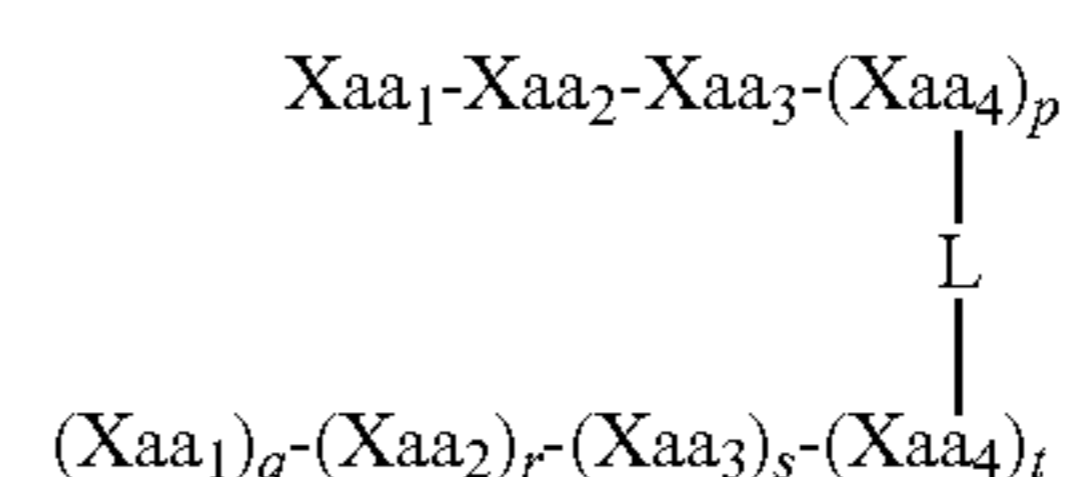 Xaa₁-Xaa₂-Xaa₃-(Xaa₄)ₚ
L
(Xaa₁)q-(Xaa₂)ᵣ-(Xaa₃)ₛ-(Xaa₄)ₜ